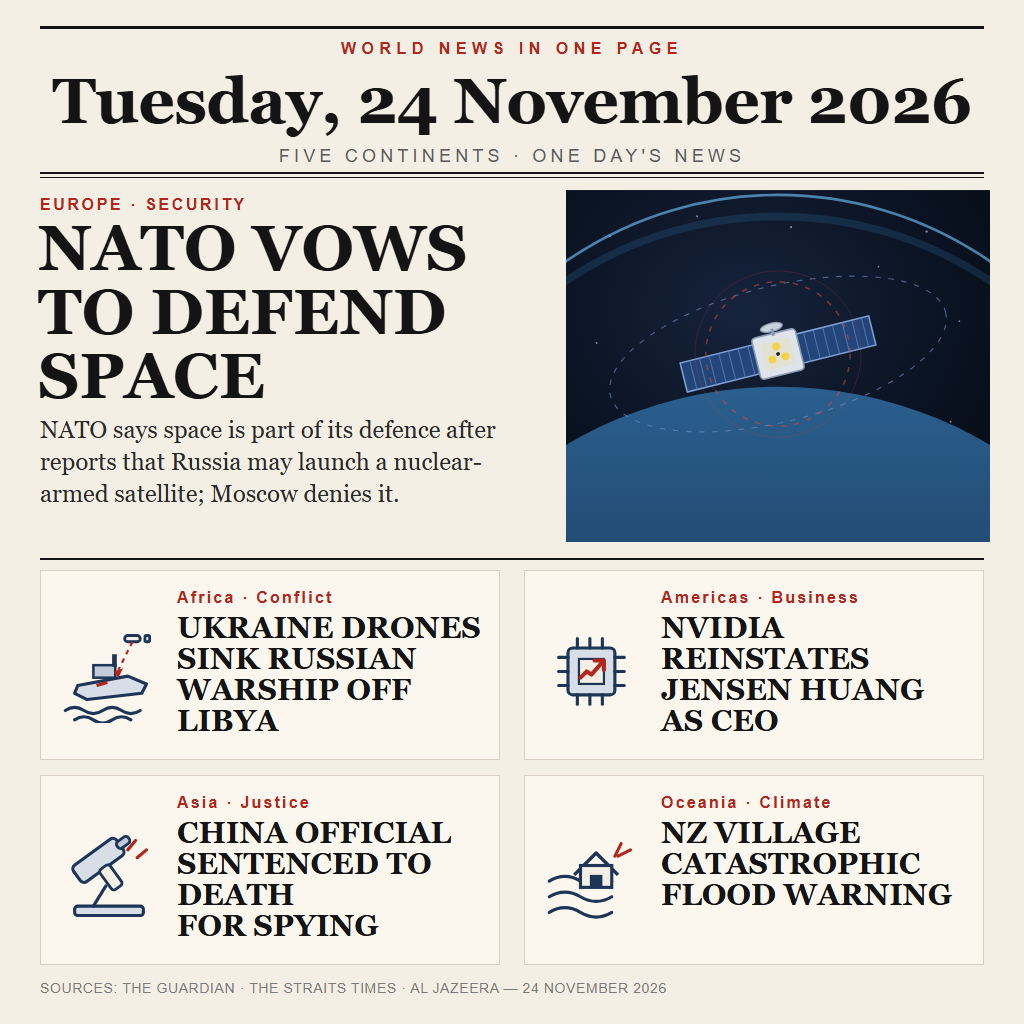 WORLD NEWS IN ONE PAGE
Tuesday, 24 November 2026
FIVE CONTINENTS · ONE DAY'S NEWS
EUROPE · SECURITY
NATO VOWS
TO DEFEND
SPACE
NATO says space is part of its defence after
reports that Russia may launch a nuclear-
armed satellite; Moscow denies it.
Africa · Conflict
UKRAINE DRONES
SINK RUSSIAN
WARSHIP OFF
LIBYA
Americas · Business
NVIDIA
REINSTATES
JENSEN HUANG
AS CEO
Asia · Justice
CHINA OFFICIAL
SENTENCED TO
DEATH
FOR SPYING
Oceania · Climate
NZ VILLAGE
CATASTROPHIC
FLOOD WARNING
SOURCES: THE GUARDIAN · THE STRAITS TIMES · AL JAZEERA — 24 NOVEMBER 2026